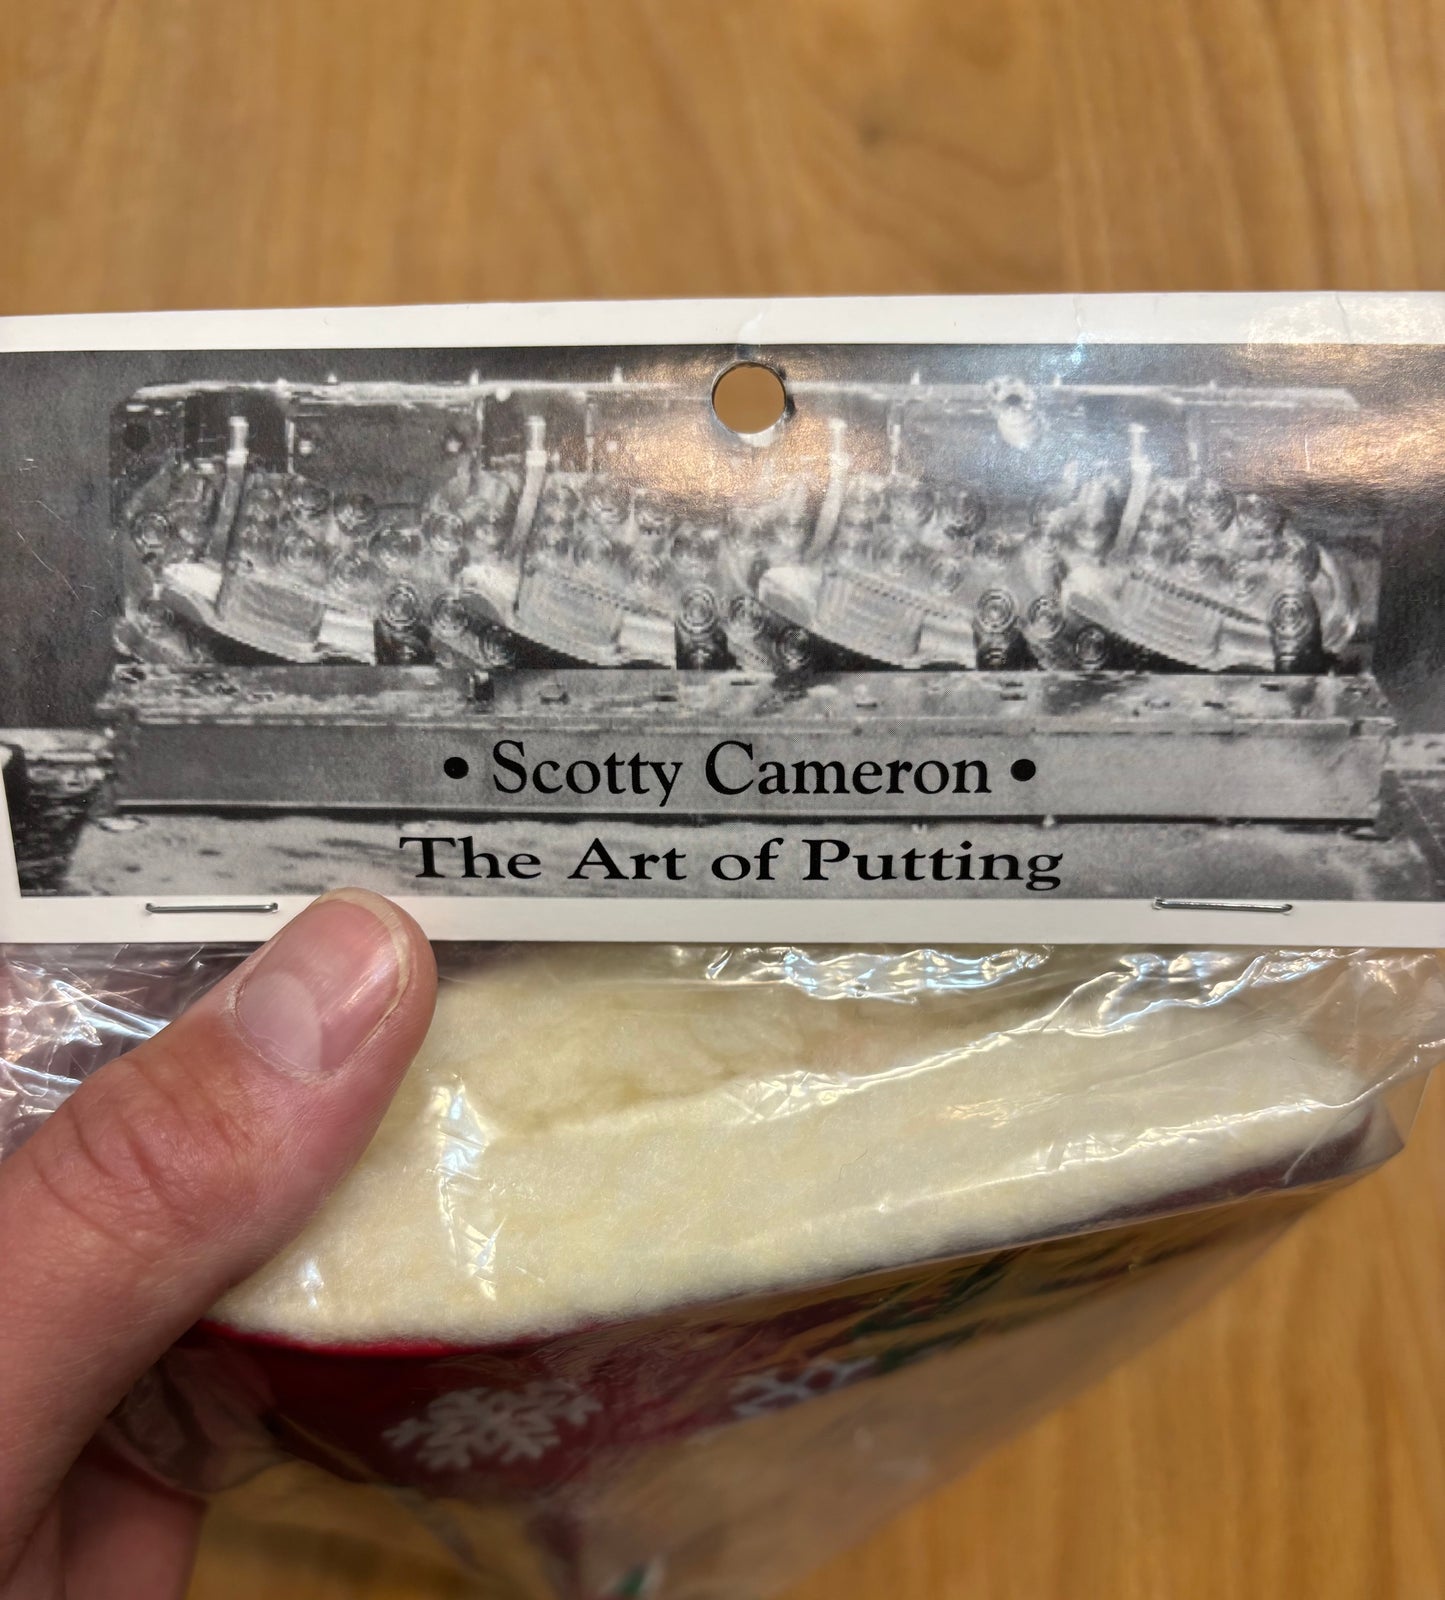 • Scotty Cameron •
The Art of Putting